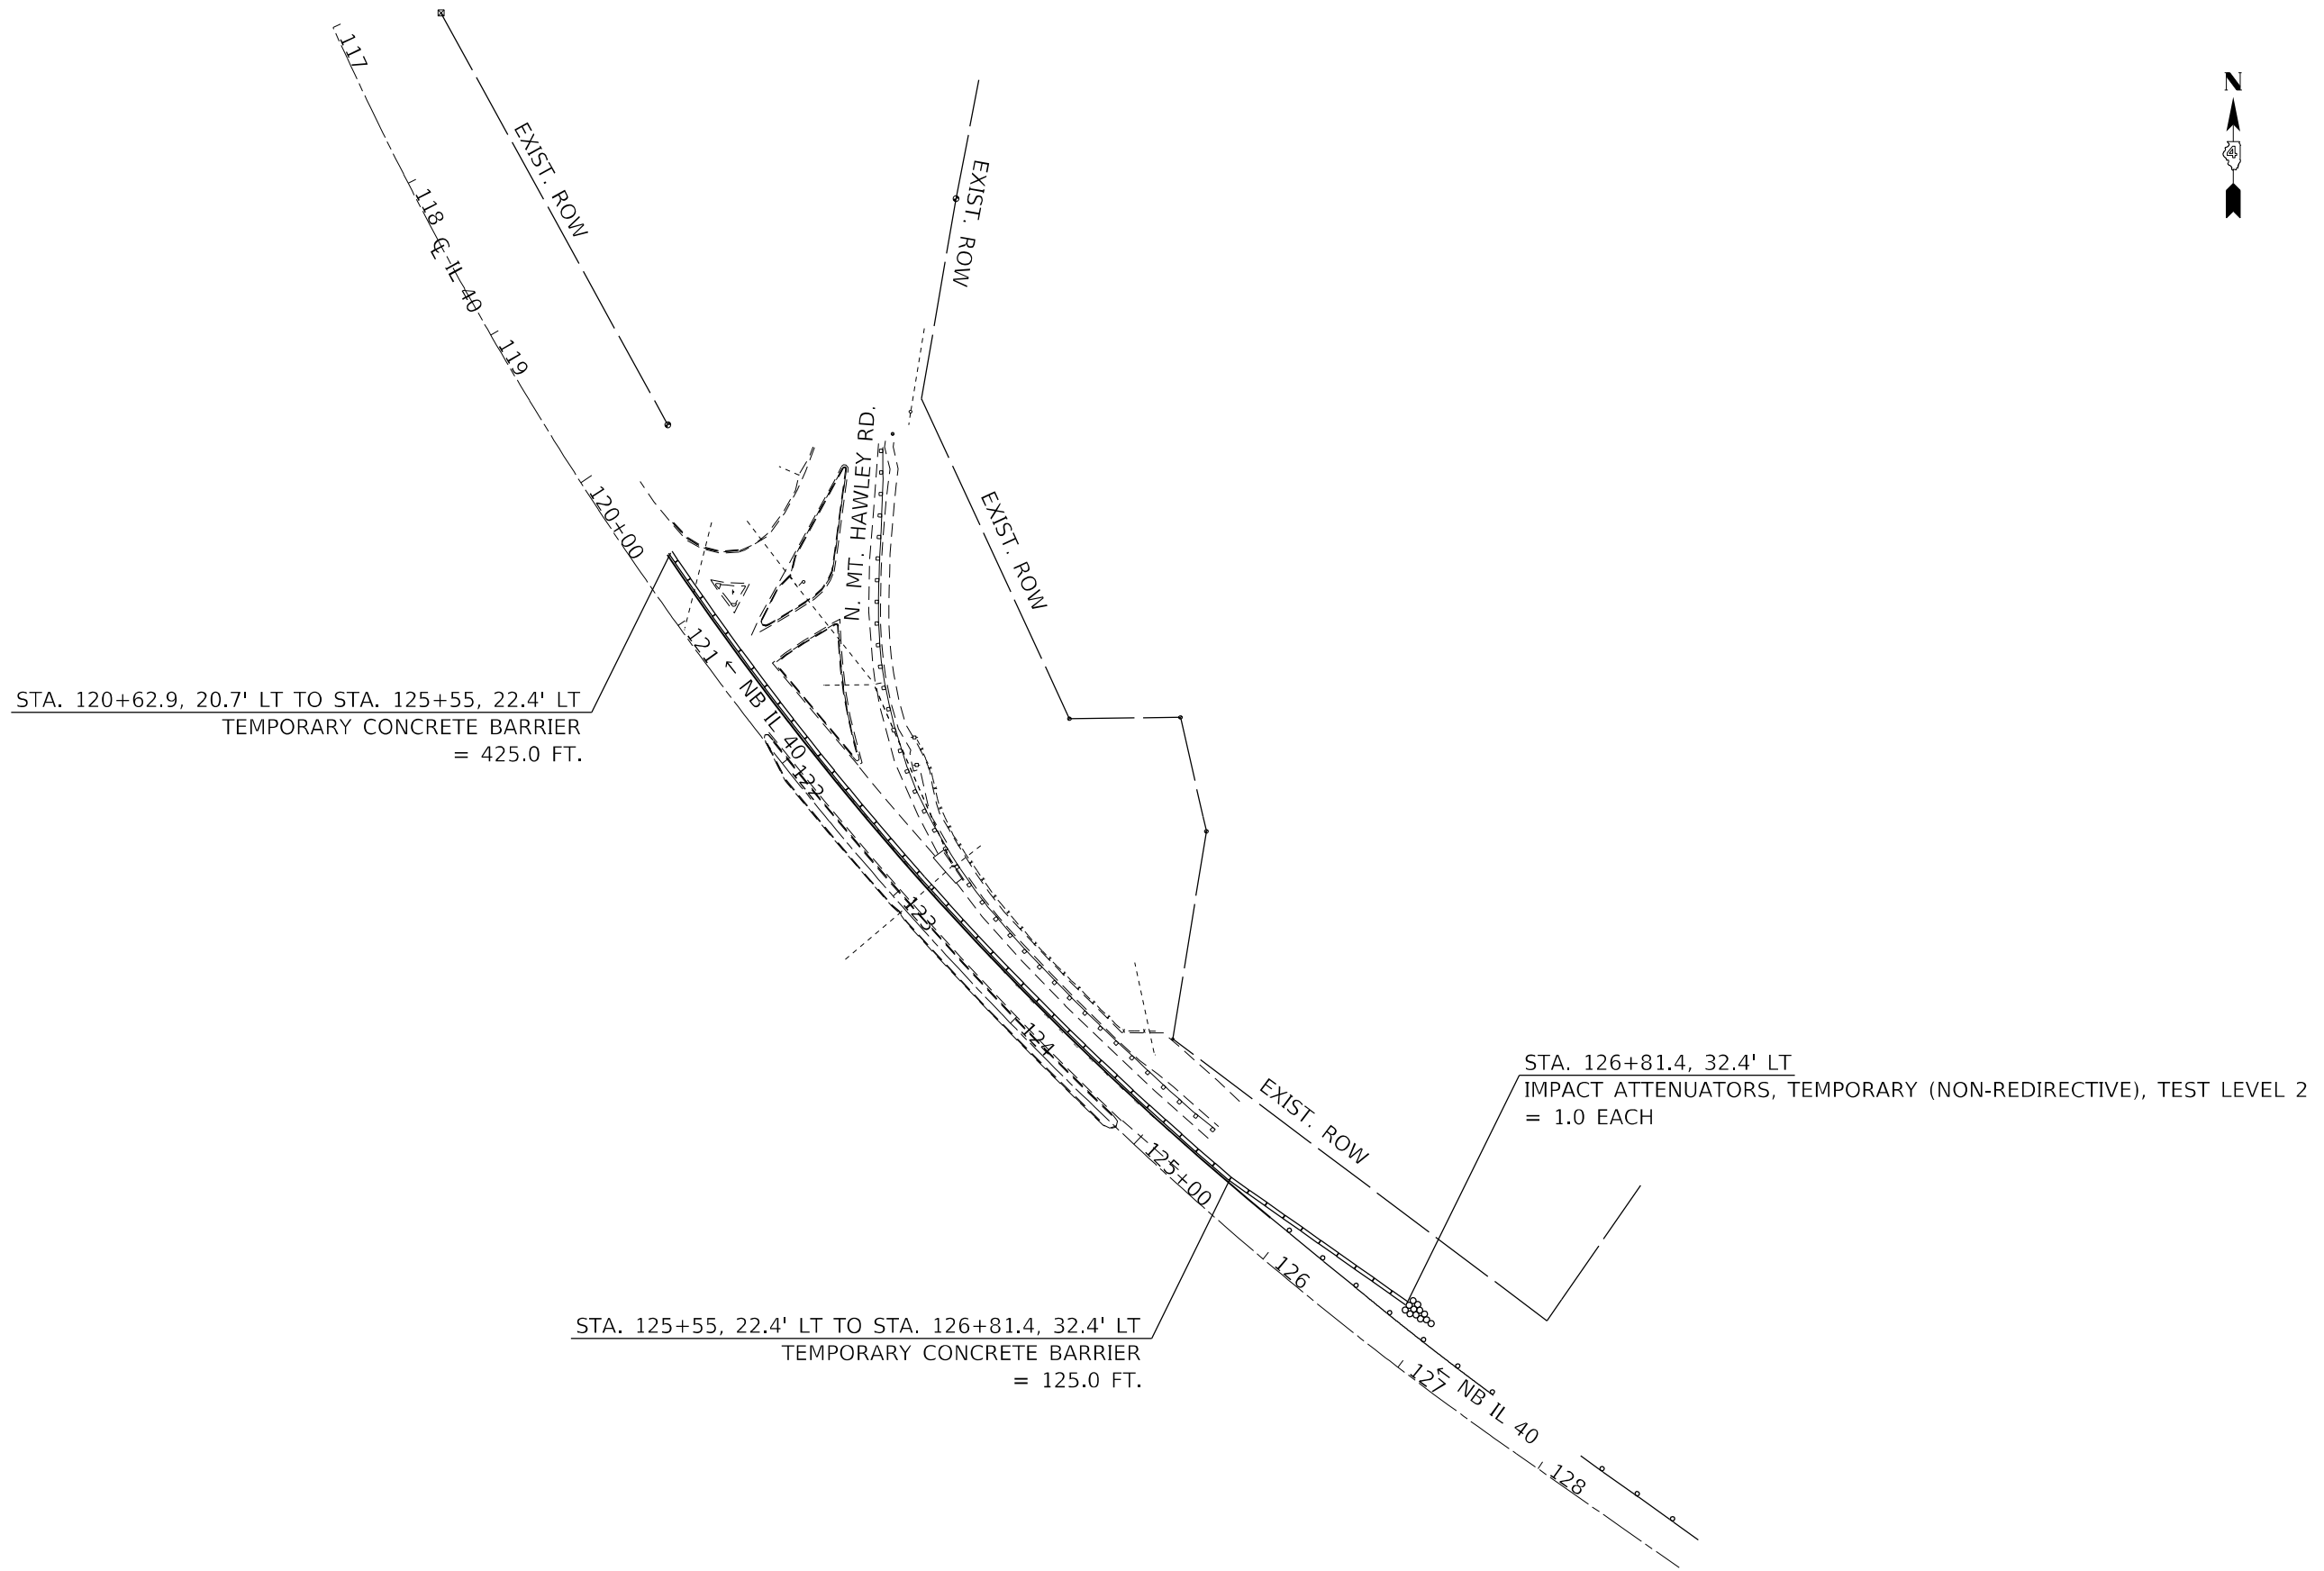 N
4
117
EXIST. ROW
EXIST. ROW
118
℄ IL 40
119
N. MT. HAWLEY RD.
120+00
EXIST. ROW
121
← NB IL 40
STA. 120+62.9, 20.7' LT TO STA. 125+55, 22.4' LT
TEMPORARY CONCRETE BARRIER
= 425.0 FT.
122
123
124
STA. 126+81.4, 32.4' LT
IMPACT ATTENUATORS, TEMPORARY (NON-REDIRECTIVE), TEST LEVEL 2
= 1.0 EACH
EXIST. ROW
125+00
126
STA. 125+55, 22.4' LT TO STA. 126+81.4, 32.4' LT
TEMPORARY CONCRETE BARRIER
= 125.0 FT.
127
← NB IL 40
128